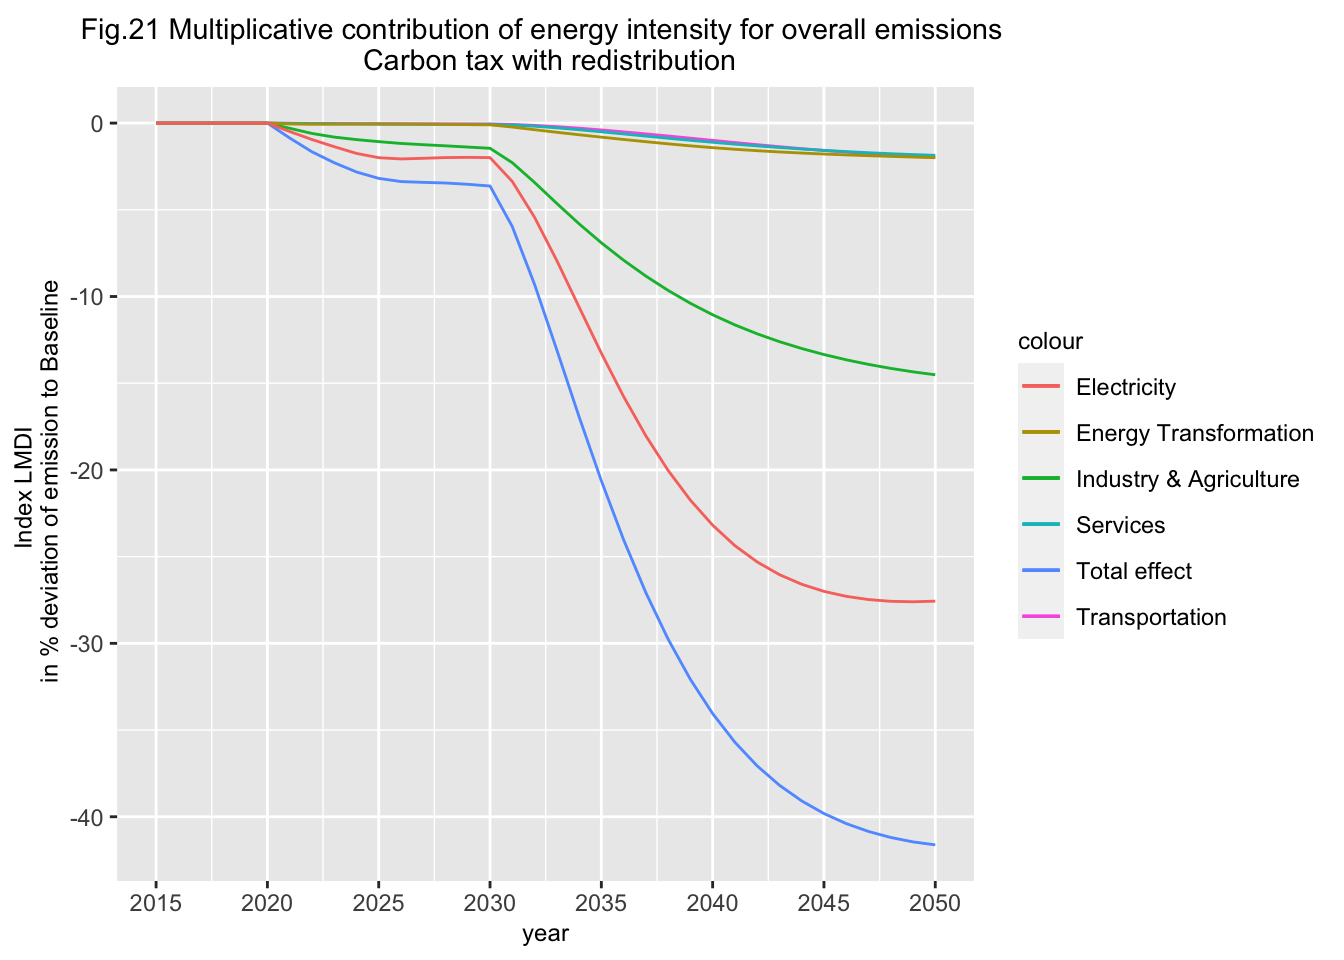 Fig.21 Multiplicative contribution of energy intensity for overall emissions
Carbon tax with redistribution
Index LMDI
in % deviation of emission to Baseline
0
-10
-20
-30
-40
2015
2020
2025
2030
2035
2040
2045
2050
year
colour
Electricity
Energy Transformation
Industry & Agriculture
Services
Total effect
Transportation